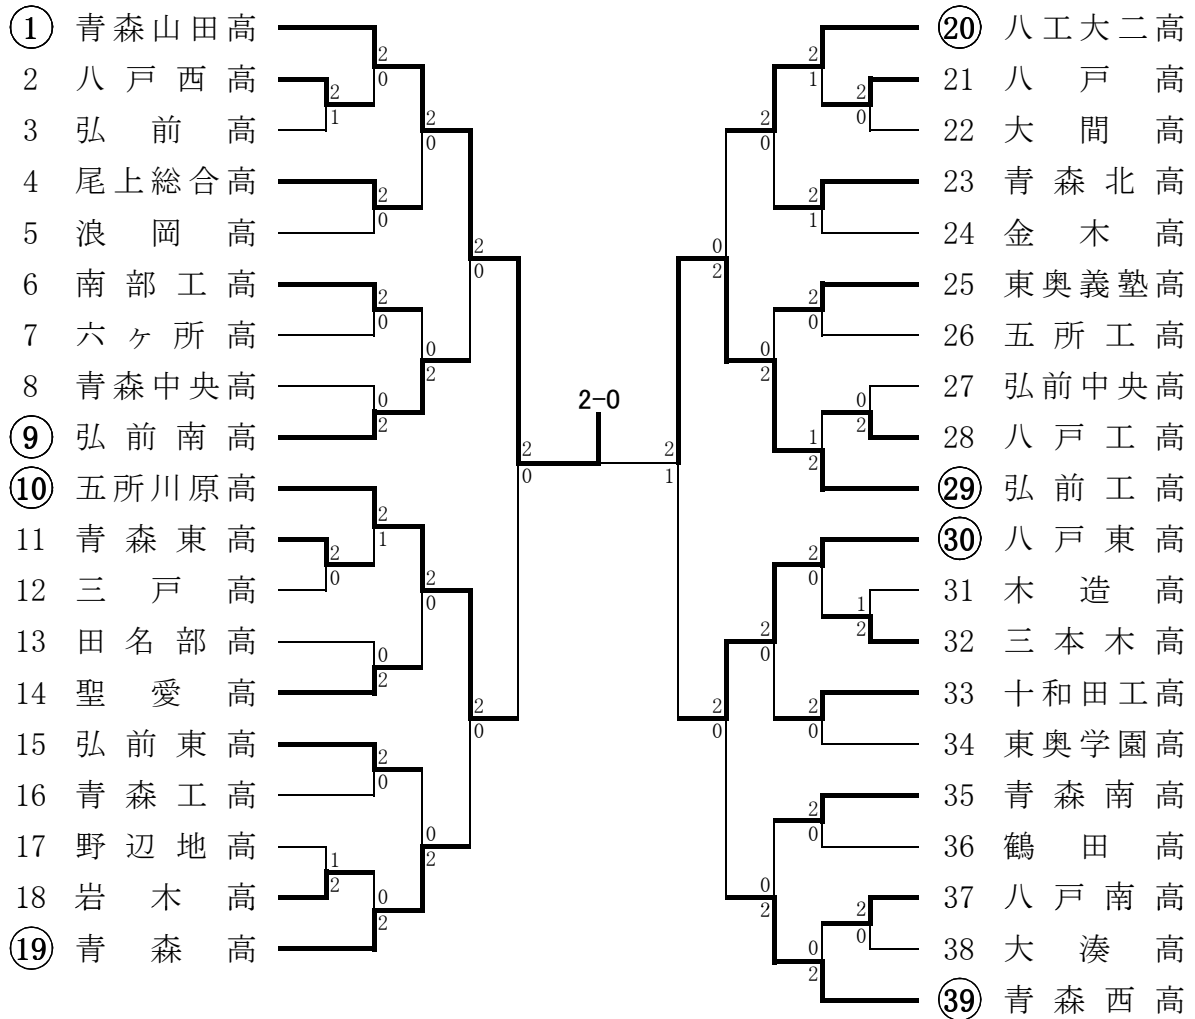 1 青森山田高
2 八戸西高
3 弘前高
4 尾上総合高
5 浪岡高
6 南部工高
7 六ヶ所高
8 青森中央高
9 弘前南高
10 五所川原高
11 青森東高
12 三戸高
13 田名部高
14 聖愛高
15 弘前東高
16 青森工高
17 野辺地高
18 岩木高
19 青森高
2
1
2
0
2
0
2
0
0
2
2
0
2
1
0
2
2
0
1
2
0
2
2
0
0
2
2
0
0
2
2
0
2
0
2
0
2-0
2
1
0
2
2
0
2
0
0
2
2
0
0
2
2
1
2
1
2
0
1
2
2
0
2
0
2
0
0
2
2
0
0
2
1
2
2
0
20 八工大二高
21 八戸高
22 大間高
23 青森北高
24 金木高
25 東奥義塾高
26 五所工高
27 弘前中央高
28 八戸工高
29 弘前工高
30 八戸東高
31 木造高
32 三本木高
33 十和田工高
34 東奥学園高
35 青森南高
36 鶴田高
37 八戸南高
38 大湊高
39 青森西高